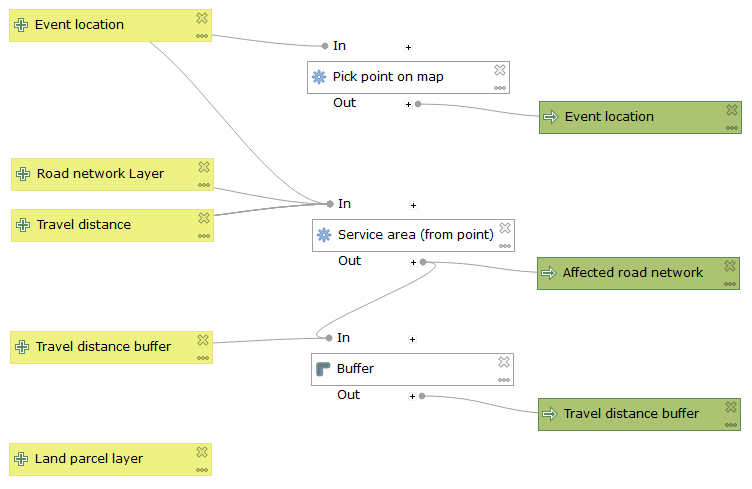 Event location
In
Pick point on map
Out
Event location
Road network Layer
In
Travel distance
Service area (from point)
Out
Affected road network
In
Travel distance buffer
Buffer
Out
Travel distance buffer
Land parcel layer